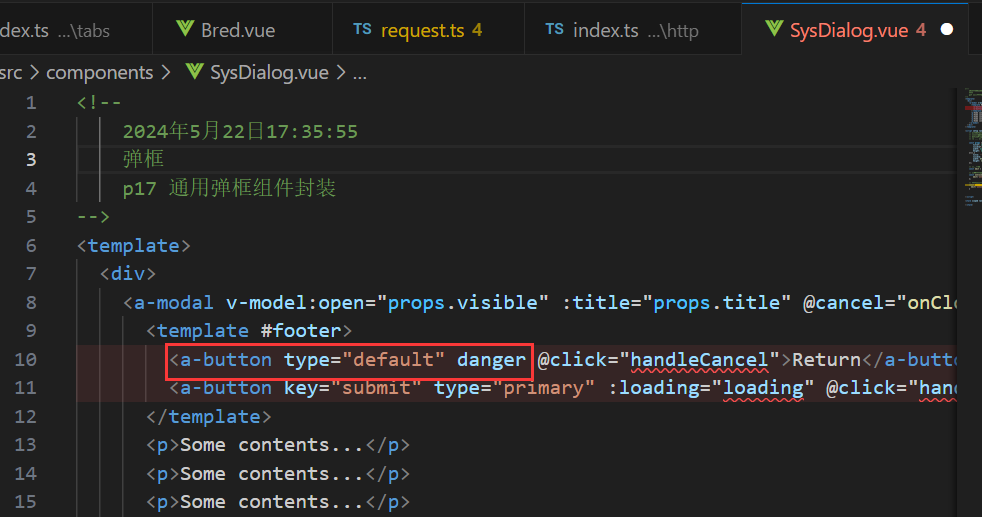 dex.ts ...\tabs Bred.vue TS request.ts 4 TS index.ts ...\http SysDialog.vue 4
src > components > SysDialog.vue > ...
1 <!--
2 2024年5月22日17:35:55
3 弹框
4 p17 通用弹框组件封装
5 -->
6 <template>
7 <div>
8 <a-modal v-model:open="props.visible" :title="props.title" @cancel="onClo
9 <template #footer>
10 <a-button type="default" danger @click="handleCancel">Return</a-butto
11 <a-button key="submit" type="primary" :loading="loading" @click="hand
12 </template>
13 <p>Some contents...</p>
14 <p>Some contents...</p>
15 <p>Some contents...</p>